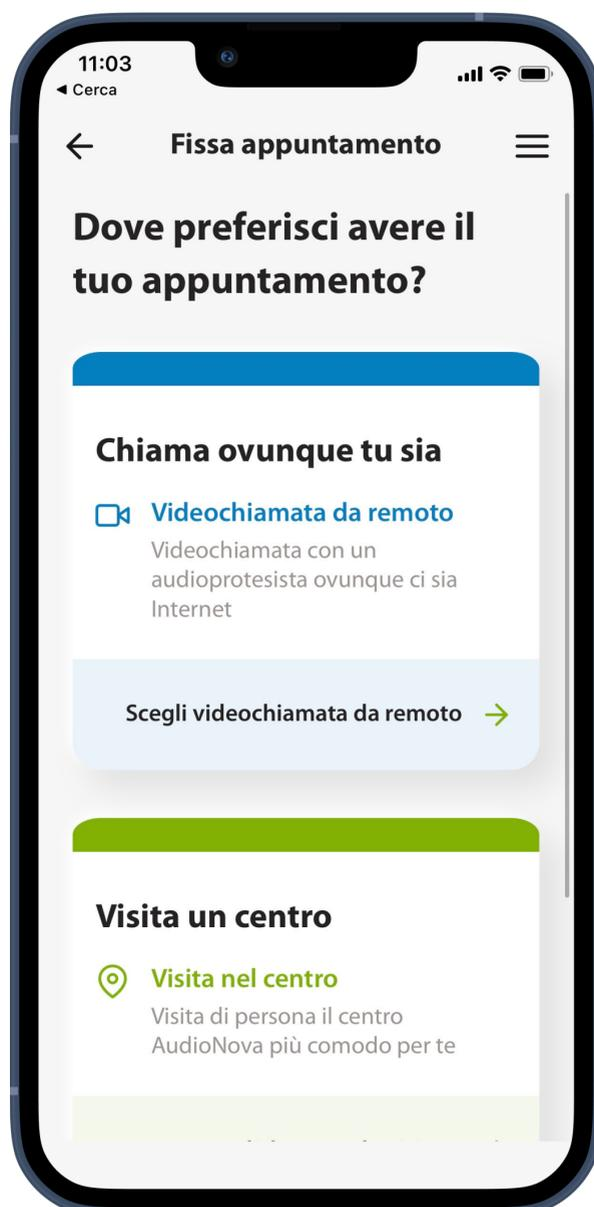 11:03
◀ Cerca
Fissa appuntamento
Dove preferisci avere il
tuo appuntamento?
Chiama ovunque tu sia
Videochiamata da remoto
Videochiamata con un
audioprotesista ovunque ci sia
Internet
Scegli videochiamata da remoto
Visita un centro
Visita nel centro
Visita di persona il centro
AudioNova più comodo per te